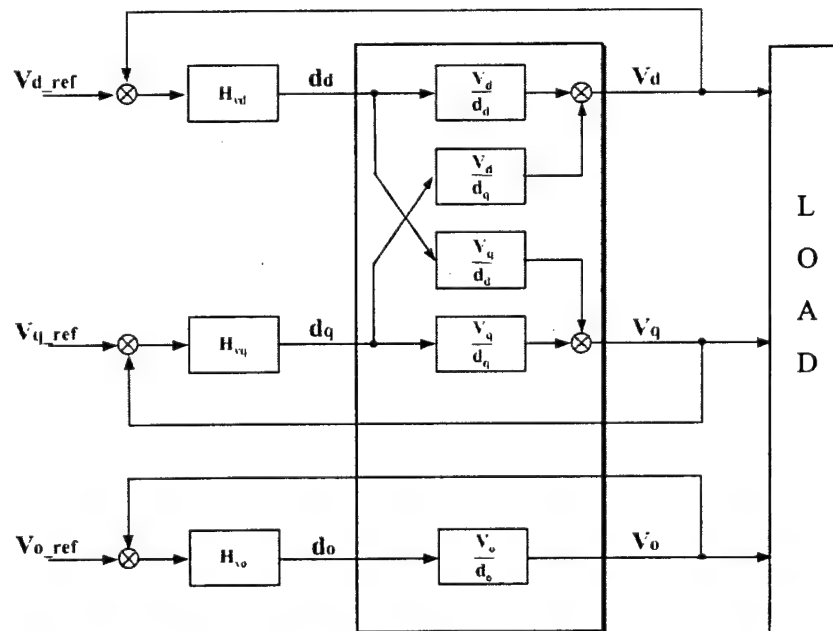 Vd_ref
Hvd
dd
Vd
dd
Vd
Vd
dq
Vq
dd
Vq_ref
Hvq
dq
Vq
dq
Vq
Vo_ref
Hvo
do
Vo
do
Vo
LOAD